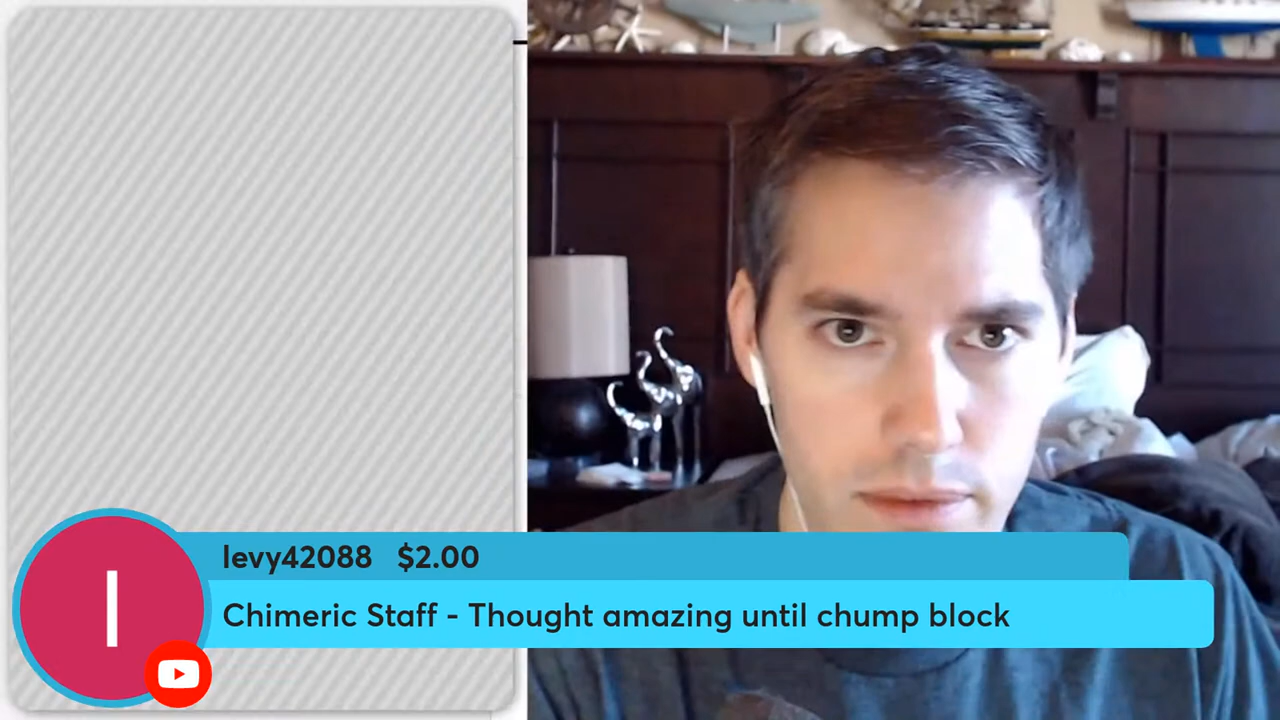 levy42088 $2.00
Chimeric Staff - Thought amazing until chump block